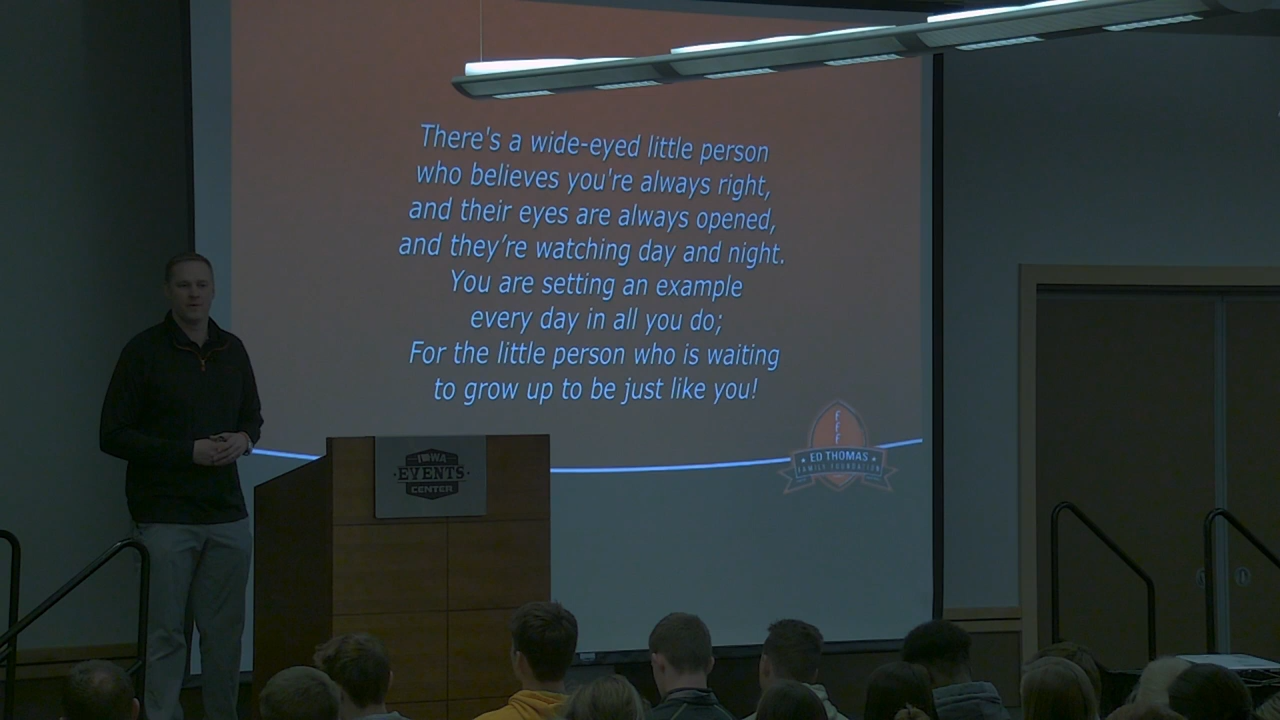 There's a wide-eyed little person
who believes you're always right,
and their eyes are always opened,
and they’re watching day and night.
You are setting an example
every day in all you do;
For the little person who is waiting
to grow up to be just like you!
F
F
F
ED THOMAS
FAMILY FOUNDATION
IOWA
EVENTS
CENTER